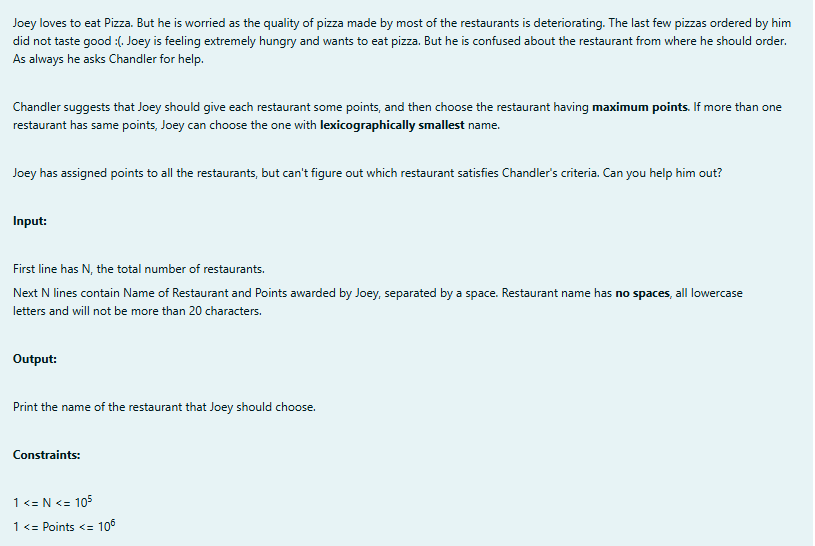 Joey loves to eat Pizza. But he is worried as the quality of pizza made by most of the restaurants is deteriorating. The last few pizzas ordered by him
did not taste good :(. Joey is feeling extremely hungry and wants to eat pizza. But he is confused about the restaurant from where he should order.
As always he asks Chandler for help.
Chandler suggests that Joey should give each restaurant some points, and then choose the restaurant having maximum points. If more than one
restaurant has same points, Joey can choose the one with lexicographically smallest name.
Joey has assigned points to all the restaurants, but can't figure out which restaurant satisfies Chandler's criteria. Can you help him out?
Input:
First line has N, the total number of restaurants.
Next N lines contain Name of Restaurant and Points awarded by Joey, separated by a space. Restaurant name has no spaces, all lowercase
letters and will not be more than 20 characters.
Output:
Print the name of the restaurant that Joey should choose.
Constraints:
1 <= N <= 10⁵
1 <= Points <= 10⁶